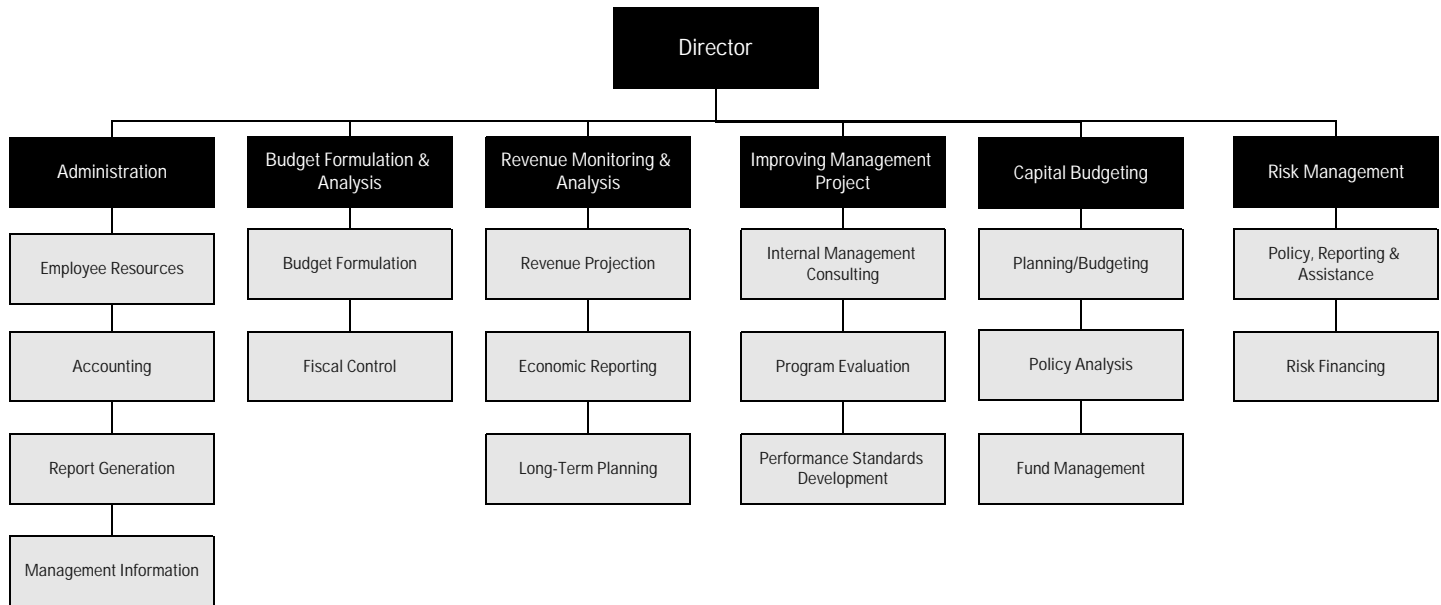 Director
Administration
Budget Formulation &
Analysis
Revenue Monitoring &
Analysis
Improving Management
Project
Capital Budgeting
Risk Management
Employee Resources
Budget Formulation
Revenue Projection
Internal Management
Consulting
Planning/Budgeting
Policy, Reporting &
Assistance
Accounting
Fiscal Control
Economic Reporting
Program Evaluation
Policy Analysis
Risk Financing
Report Generation
Long-Term Planning
Performance Standards
Development
Fund Management
Management Information